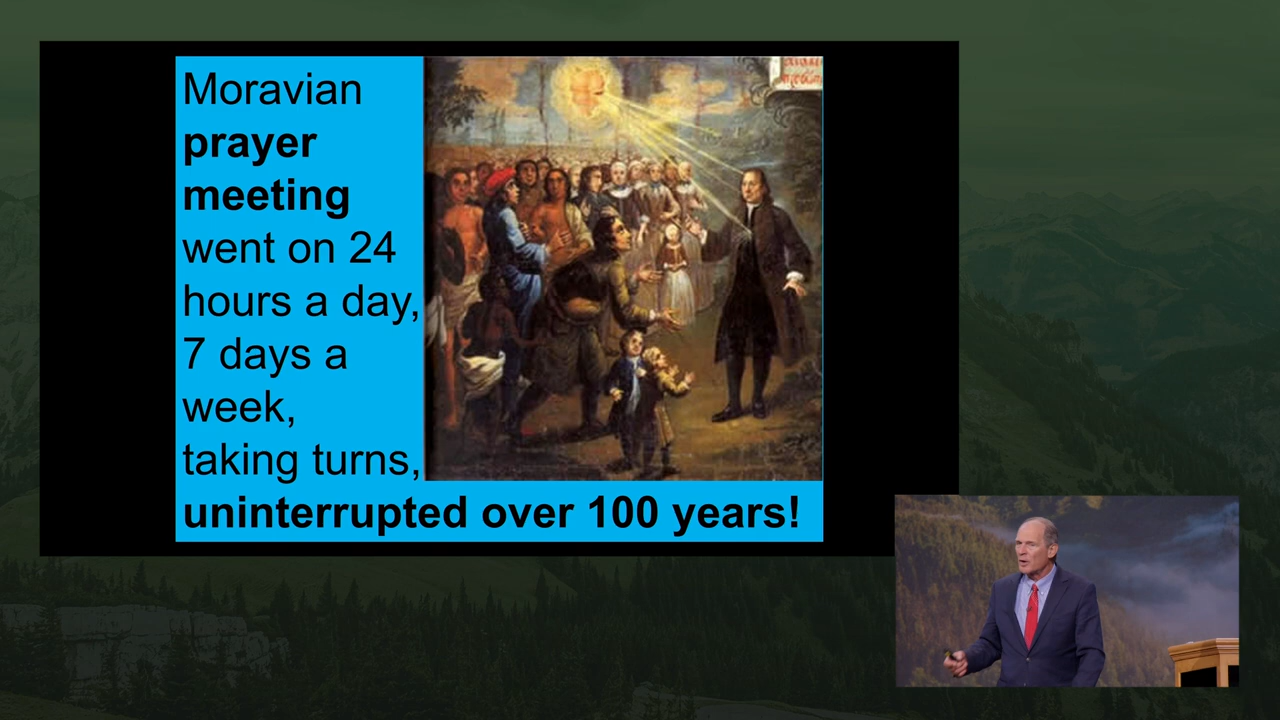 Moravian
prayer
meeting
went on 24
hours a day,
7 days a
week,
taking turns,
uninterrupted over 100 years!